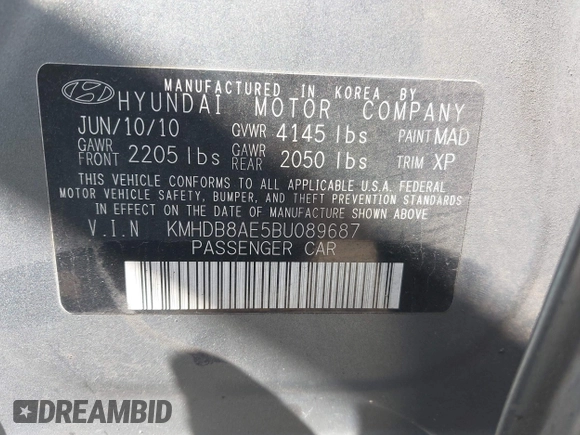 MANUFACTURED IN KOREA BY
HYUNDAI MOTOR COMPANY
JUN/10/10 GVWR 4145 lbs PAINT MAD
GAWR FRONT 2205 lbs GAWR REAR 2050 lbs TRIM XP
THIS VEHICLE CONFORMS TO ALL APPLICABLE U.S.A. FEDERAL
MOTOR VEHICLE SAFETY, BUMPER, AND THEFT PREVENTION STANDARDS
IN EFFECT ON THE DATE OF MANUFACTURE SHOWN ABOVE
V.I.N KMHDB8AE5BU089687
PASSENGER CAR
DREAMBID